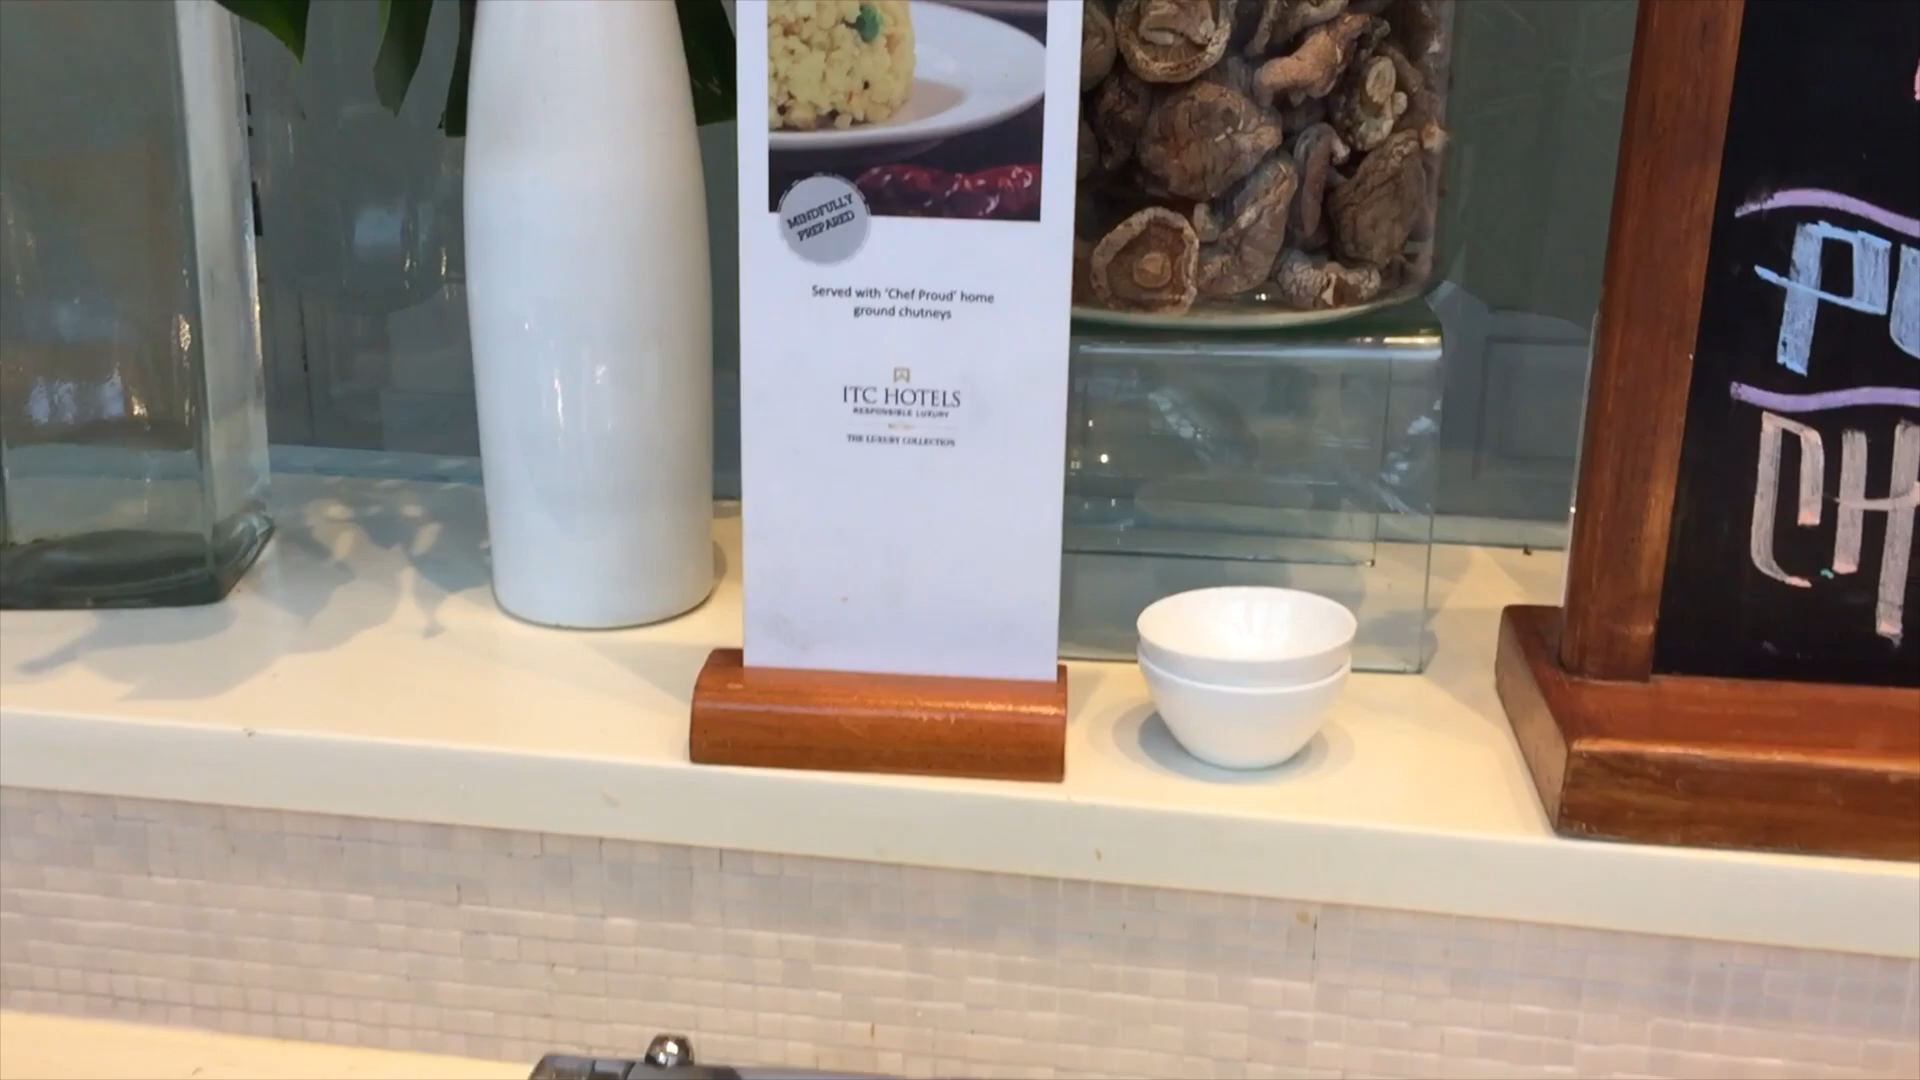 MINDFULLY
PREPARED
Served with 'Chef Proud' home
ground chutneys
ITC HOTELS
RESPONSIBLE LUXURY
THE LUXURY COLLECTION